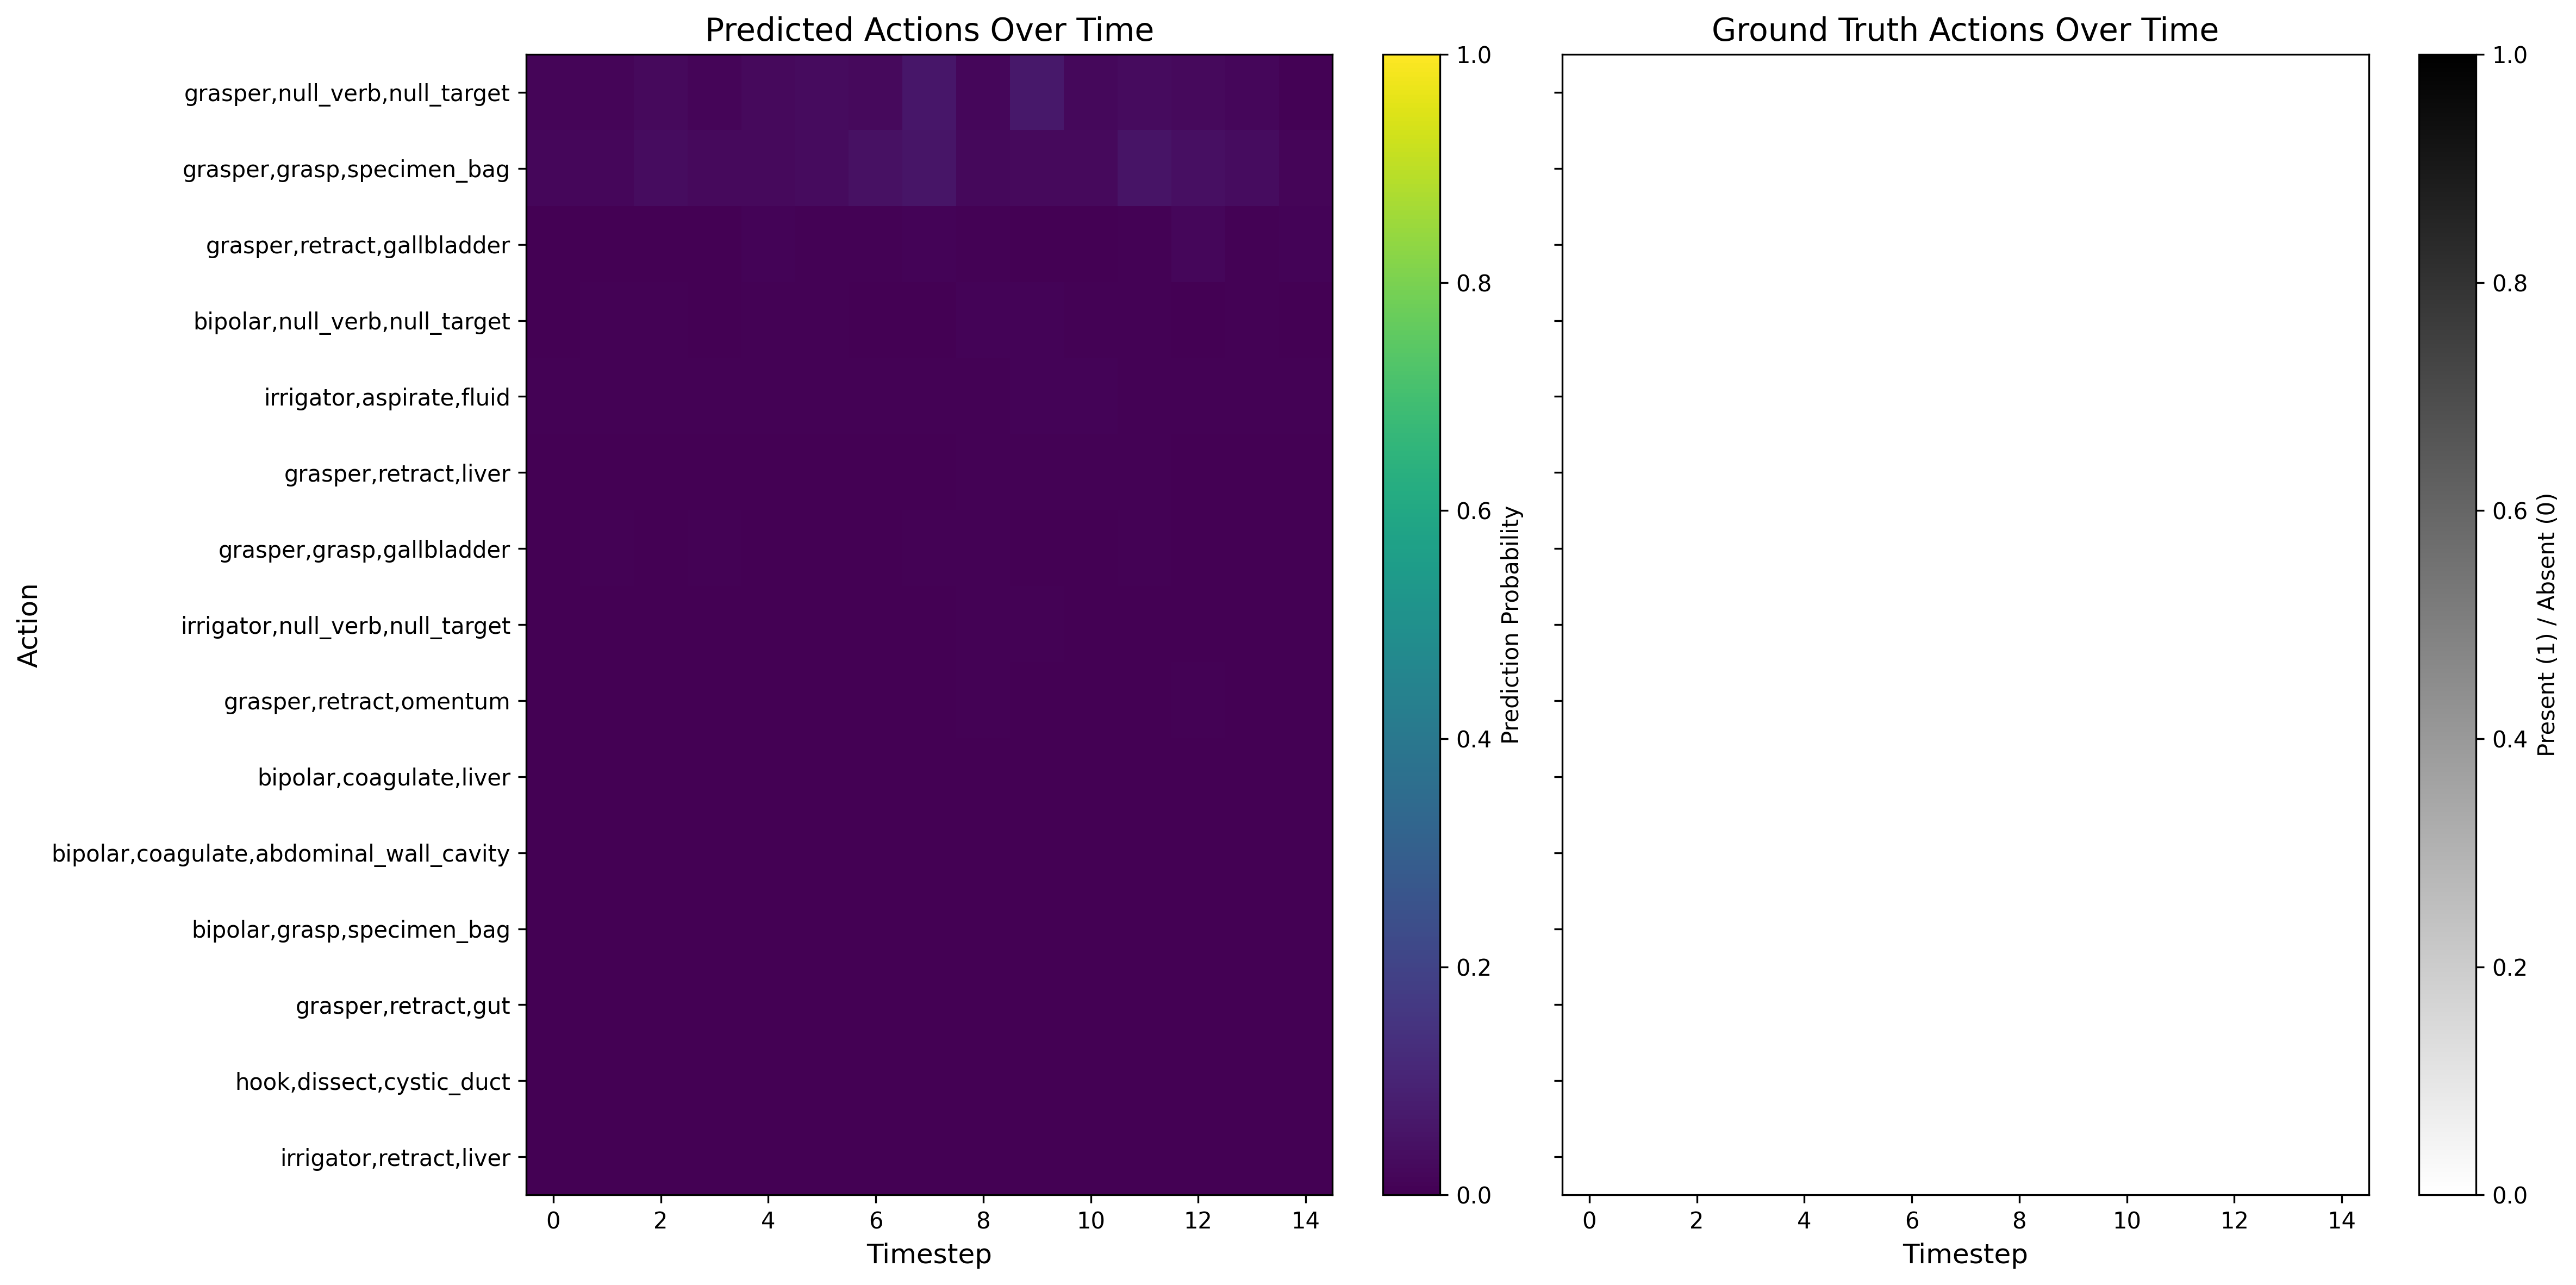 Predicted Actions Over Time
Ground Truth Actions Over Time
Action
grasper,null_verb,null_target
grasper,grasp,specimen_bag
grasper,retract,gallbladder
bipolar,null_verb,null_target
irrigator,aspirate,fluid
grasper,retract,liver
grasper,grasp,gallbladder
irrigator,null_verb,null_target
grasper,retract,omentum
bipolar,coagulate,liver
bipolar,coagulate,abdominal_wall_cavity
bipolar,grasp,specimen_bag
grasper,retract,gut
hook,dissect,cystic_duct
irrigator,retract,liver
0 2 4 6 8 10 12 14
Timestep
1.0
0.8
0.6
0.4
0.2
0.0
Prediction Probability
0 2 4 6 8 10 12 14
Timestep
1.0
0.8
0.6
0.4
0.2
0.0
Present (1) / Absent (0)